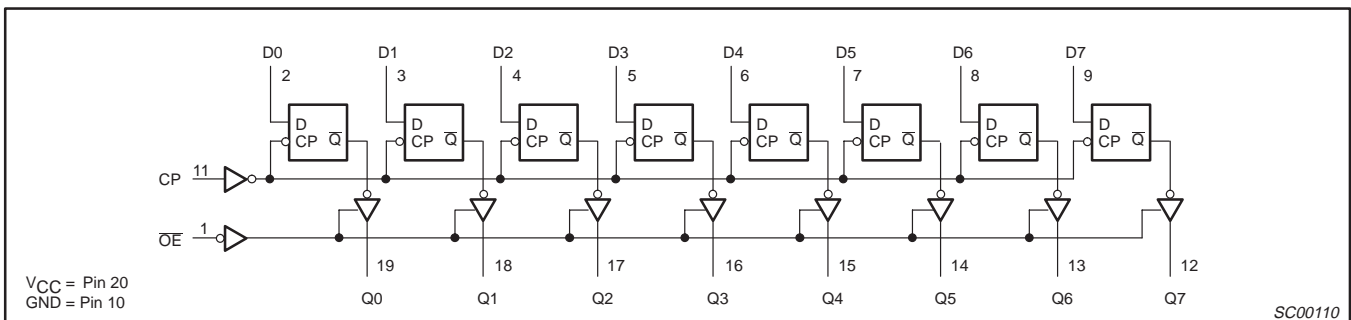 D0 D1 D2 D3 D4 D5 D6 D7
2 3 4 5 6 7 8 9
D D D D D D D D
CP Q̅ CP Q̅ CP Q̅ CP Q̅ CP Q̅ CP Q̅ CP Q̅ CP Q̅
CP 11
O̅E̅ 1
19 18 17 16 15 14 13 12
VCC = Pin 20
GND = Pin 10
Q0 Q1 Q2 Q3 Q4 Q5 Q6 Q7
SC00110